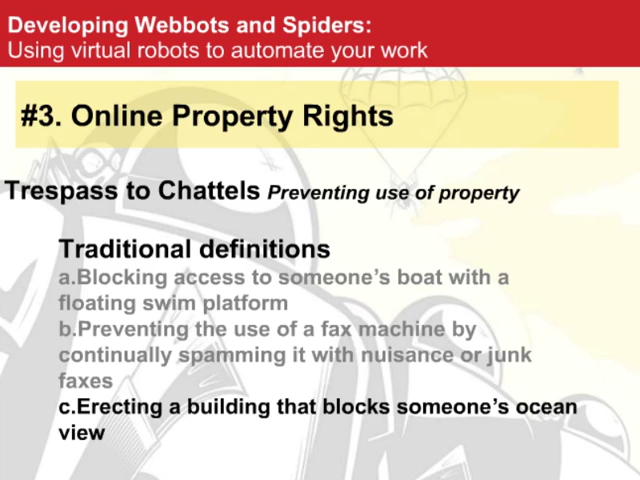 Developing Webbots and Spiders:
Using virtual robots to automate your work
#3. Online Property Rights
Trespass to Chattels Preventing use of property
Traditional definitions
a.Blocking access to someone’s boat with a
floating swim platform
b.Preventing the use of a fax machine by
continually spamming it with nuisance or junk
faxes
c.Erecting a building that blocks someone’s ocean
view